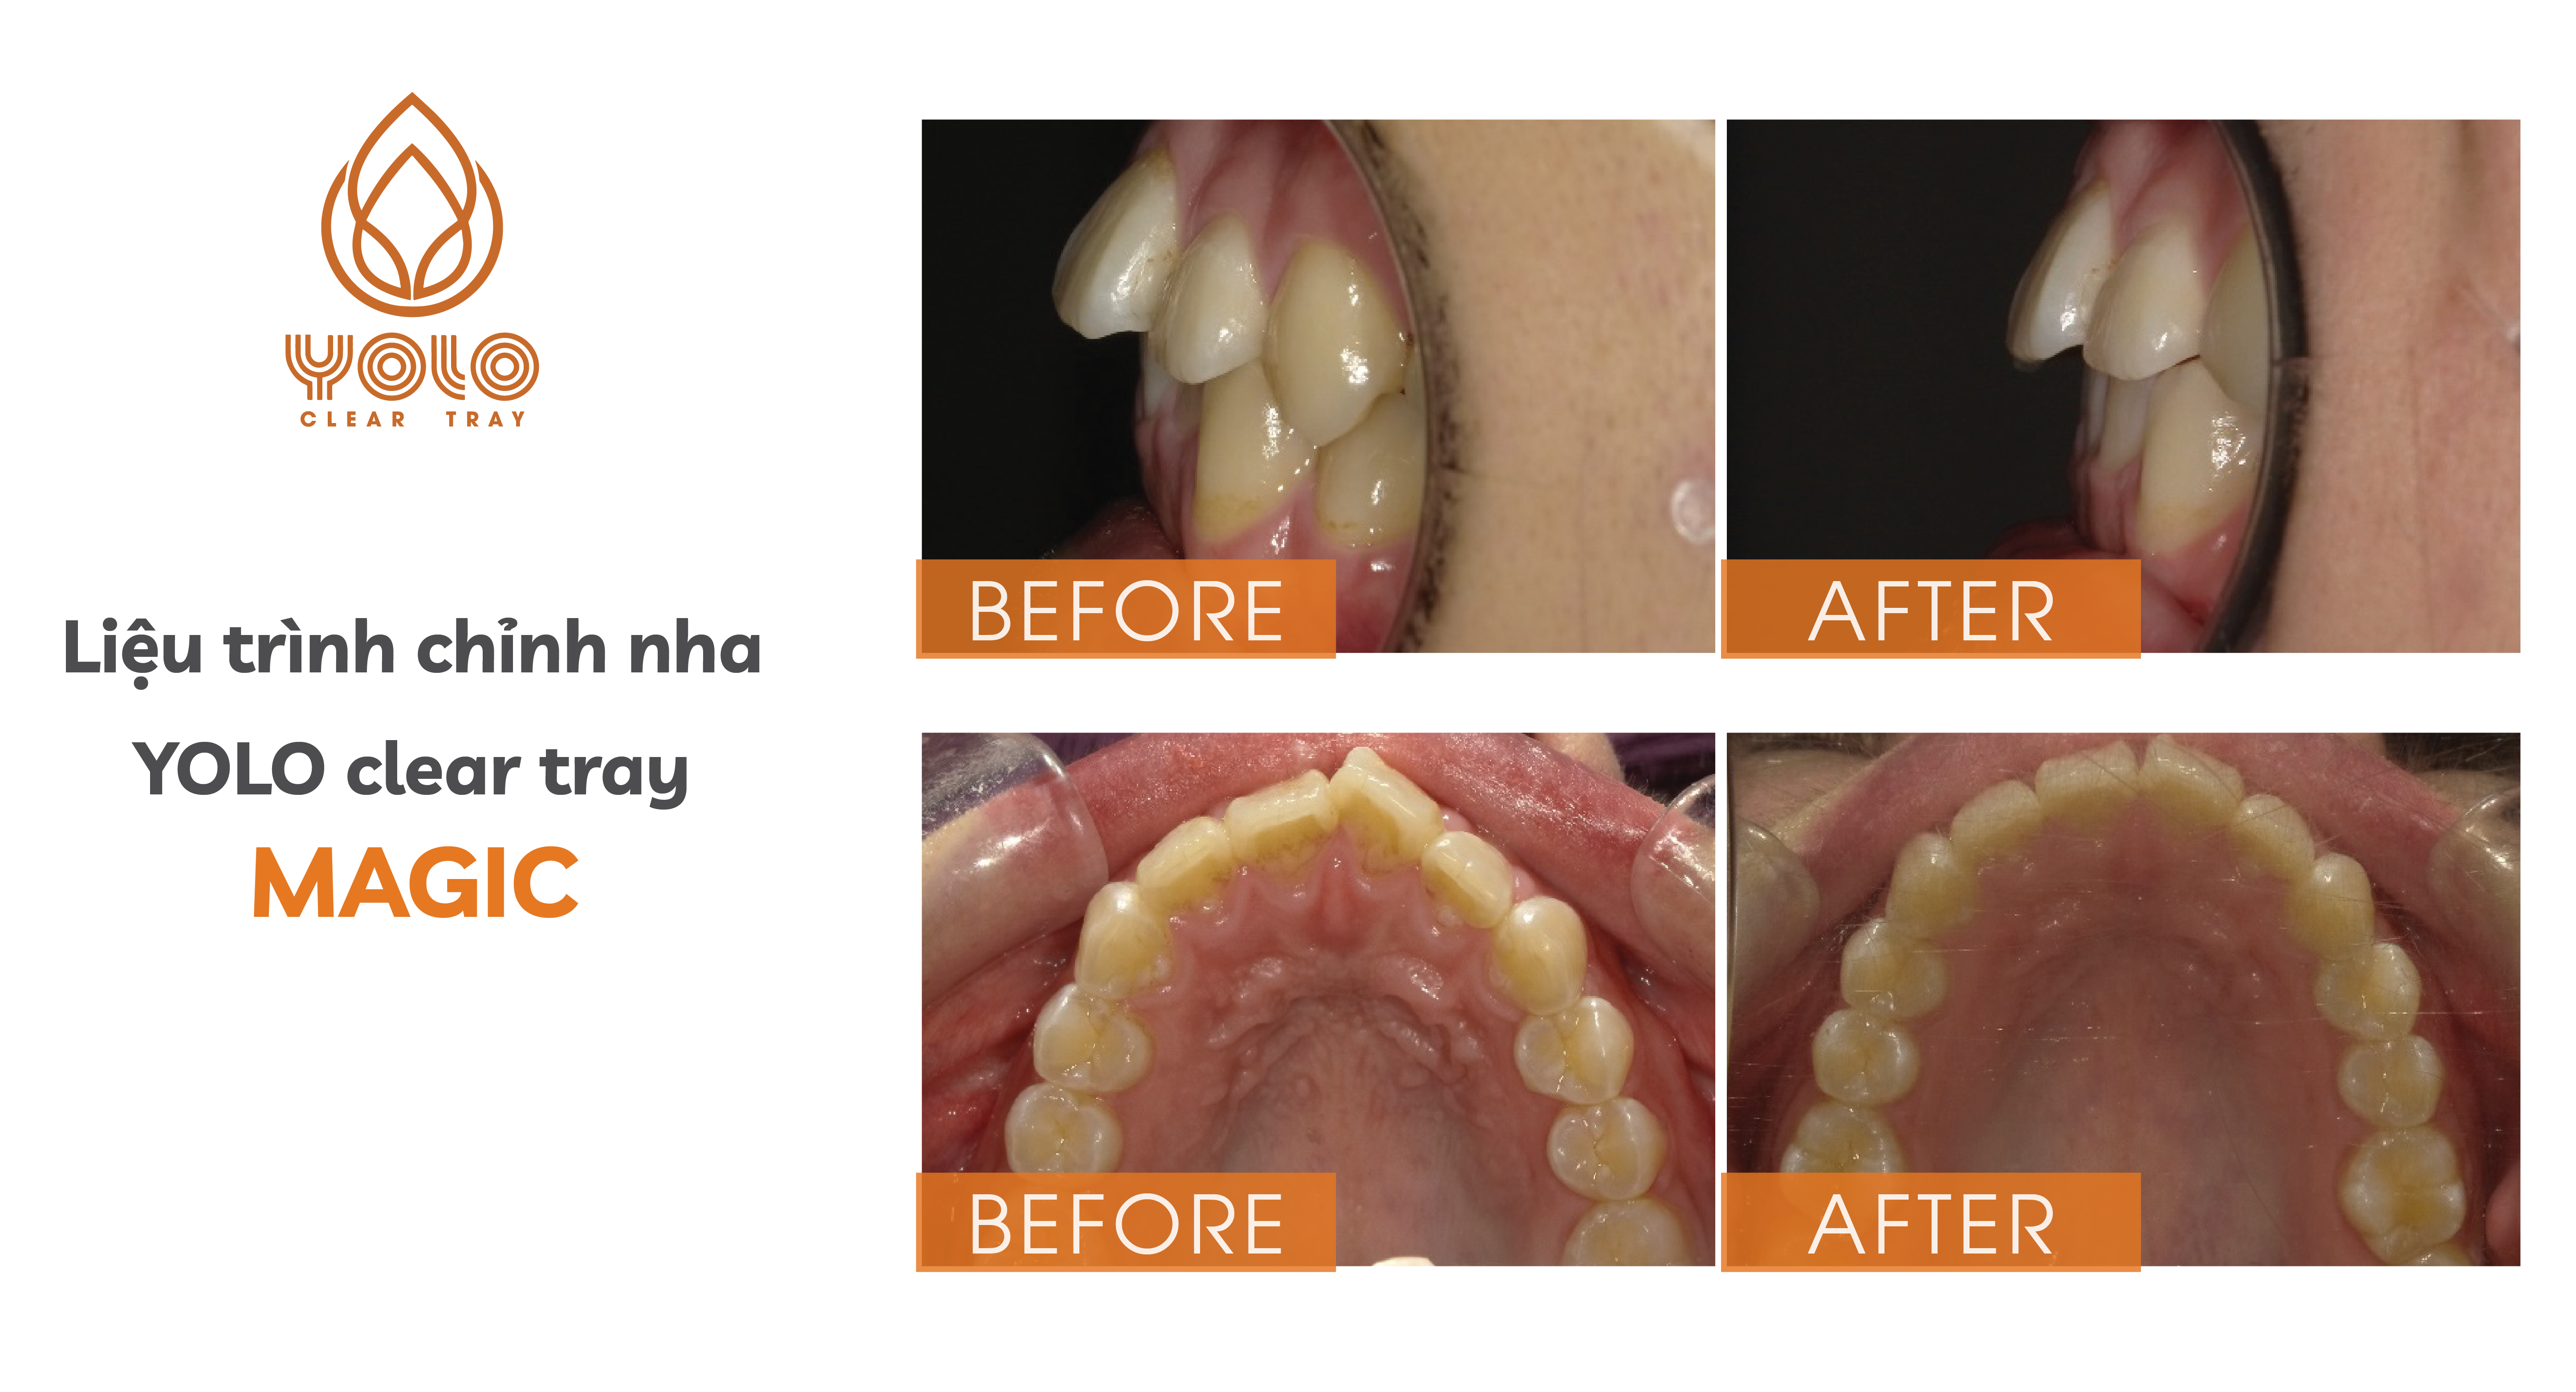 YOLO
CLEAR TRAY
Liệu trình chỉnh nha
YOLO clear tray
MAGIC
BEFORE
AFTER
BEFORE
AFTER